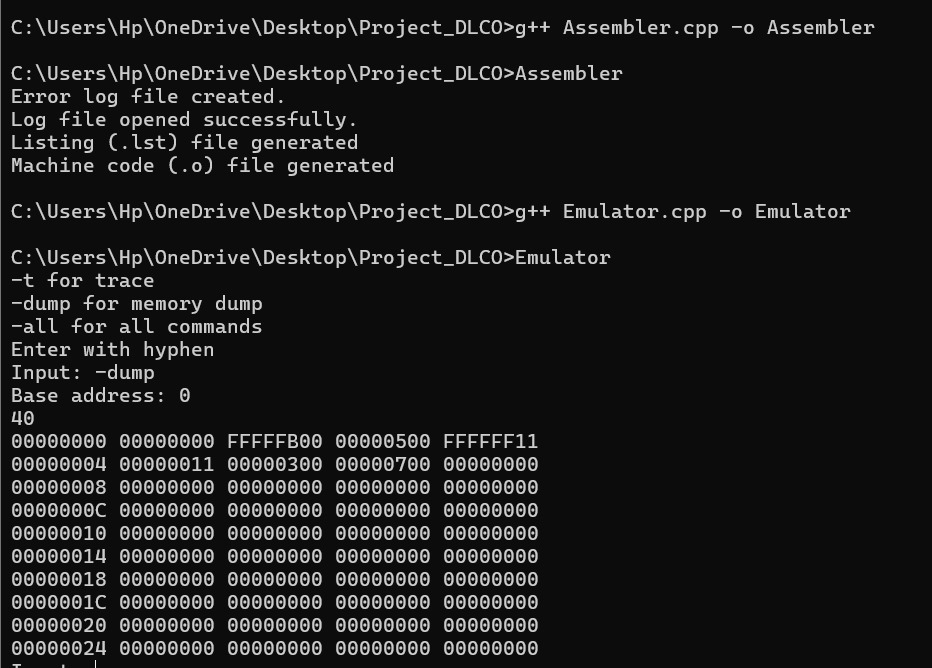 C:\Users\Hp\OneDrive\Desktop\Project_DLCO>g++ Assembler.cpp -o Assembler
C:\Users\Hp\OneDrive\Desktop\Project_DLCO>Assembler
Error log file created.
Log file opened successfully.
Listing (.lst) file generated
Machine code (.o) file generated
C:\Users\Hp\OneDrive\Desktop\Project_DLCO>g++ Emulator.cpp -o Emulator
C:\Users\Hp\OneDrive\Desktop\Project_DLCO>Emulator
-t for trace
-dump for memory dump
-all for all commands
Enter with hyphen
Input: -dump
Base address: 0
40
00000000 00000000 FFFFFB00 00000500 FFFFFF11
00000004 00000011 00000300 00000700 00000000
00000008 00000000 00000000 00000000 00000000
0000000C 00000000 00000000 00000000 00000000
00000010 00000000 00000000 00000000 00000000
00000014 00000000 00000000 00000000 00000000
00000018 00000000 00000000 00000000 00000000
0000001C 00000000 00000000 00000000 00000000
00000020 00000000 00000000 00000000 00000000
00000024 00000000 00000000 00000000 00000000